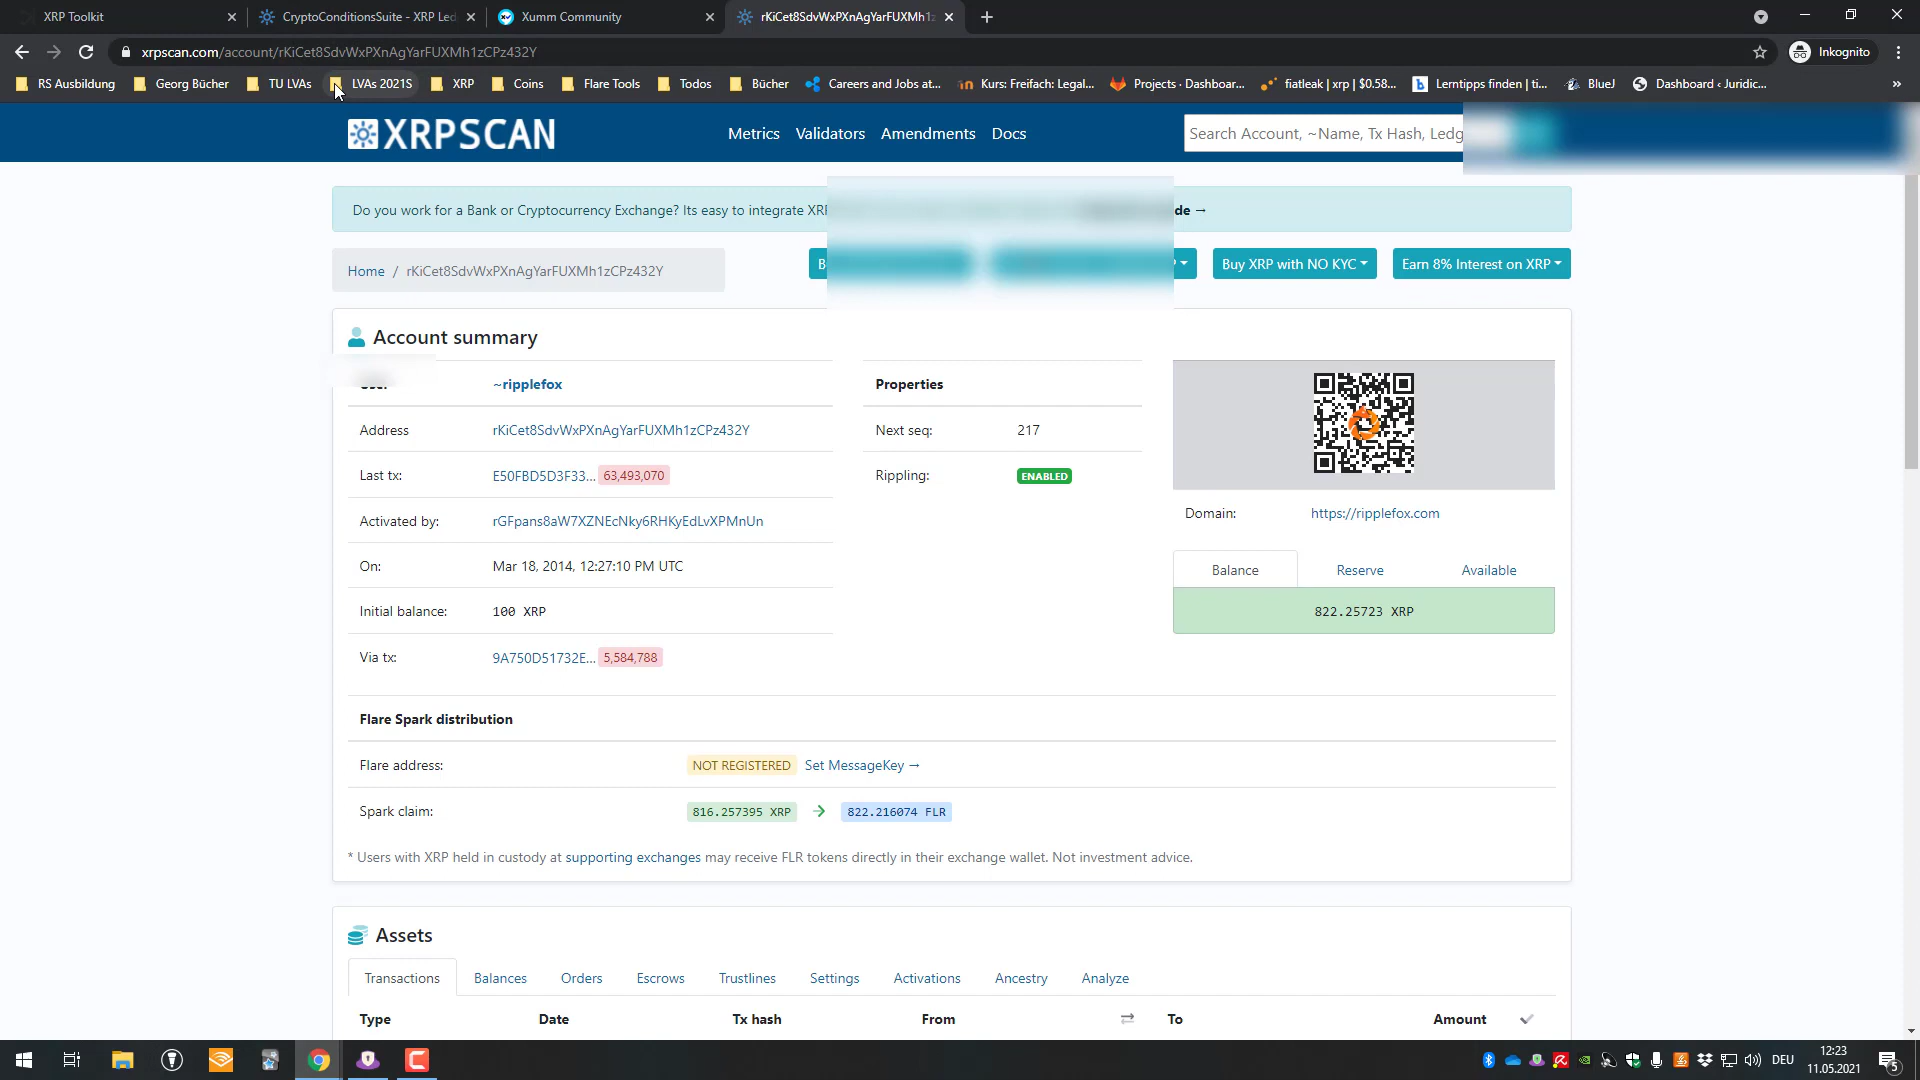 XRP Toolkit
CryptoConditionsSuite - XRP Led
Xumm Community
rKiCet8SdvWxPXnAgYarFUXMh1z
xrpscan.com/account/rKiCet8SdvWxPXnAgYarFUXMh1zCPz432Y
Inkognito
RS Ausbildung
Georg Bücher
TU LVAs
LVAs 2021S
XRP
Coins
Flare Tools
Todos
Bücher
Careers and Jobs at...
Kurs: Freifach: Legal...
Projects · Dashboar...
fiatleak | xrp | $0.58...
Lerntipps finden | ti...
BlueJ
Dashboard ‹ Juridic...
»
XRPSCAN
Metrics
Validators
Amendments
Docs
Search Account, ~Name, Tx Hash, Ledg
Do you work for a Bank or Cryptocurrency Exchange? Its easy to integrate XRP
de →
Home / rKiCet8SdvWxPXnAgYarFUXMh1zCPz432Y
B
Buy XRP with NO KYC
Earn 8% Interest on XRP
Account summary
~ripplefox
Address rKiCet8SdvWxPXnAgYarFUXMh1zCPz432Y
Last tx: E50FBD5D3F33... 63,493,070
Activated by: rGFpans8aW7XZNEcNky6RHKyEdLvXPMnUn
On: Mar 18, 2014, 12:27:10 PM UTC
Initial balance: 100 XRP
Via tx: 9A750D51732E... 5,584,788
Properties
Next seq: 217
Rippling: ENABLED
Domain: https://ripplefox.com
Balance
Reserve
Available
822.25723 XRP
Flare Spark distribution
Flare address: NOT REGISTERED Set MessageKey →
Spark claim: 816.257395 XRP → 822.216074 FLR
* Users with XRP held in custody at supporting exchanges may receive FLR tokens directly in their exchange wallet. Not investment advice.
Assets
Transactions
Balances
Orders
Escrows
Trustlines
Settings
Activations
Ancestry
Analyze
Type
Date
Tx hash
From
To
Amount
DEU
12:23
11.05.2021
5